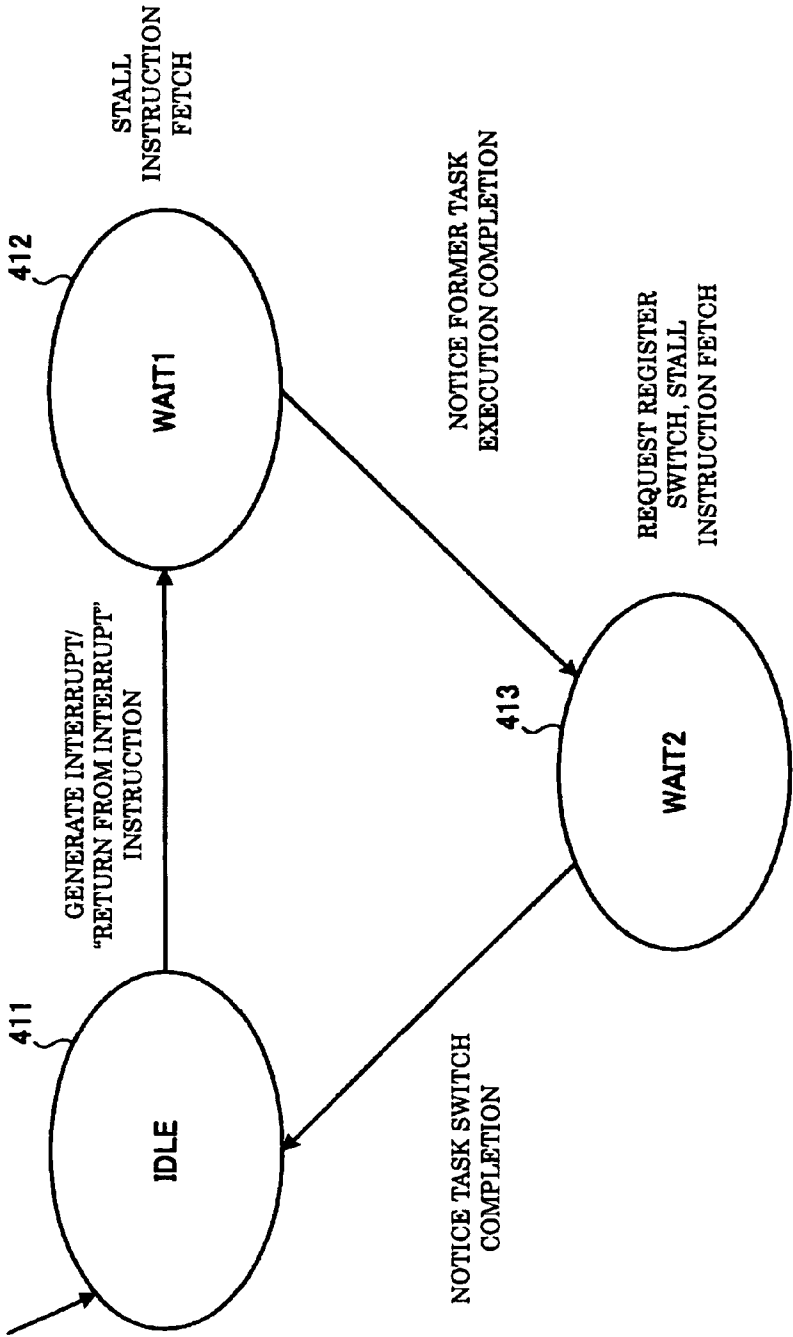 411
IDLE
GENERATE INTERRUPT/
"RETURN FROM INTERRUPT"
INSTRUCTION
412
WAIT1
STALL
INSTRUCTION
FETCH
NOTICE FORMER TASK
EXECUTION COMPLETION
413
WAIT2
REQUEST REGISTER
SWITCH, STALL
INSTRUCTION FETCH
NOTICE TASK SWITCH
COMPLETION